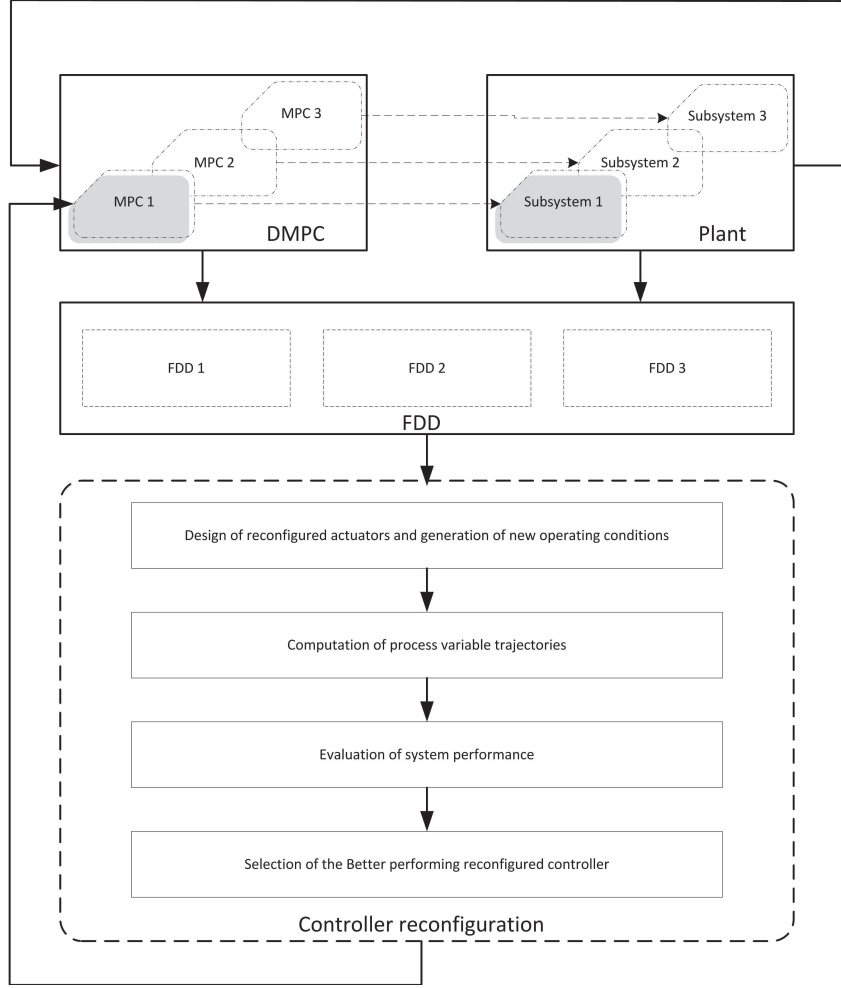 MPC 3
Subsystem 3
MPC 2
Subsystem 2
MPC 1
Subsystem 1
DMPC
Plant
FDD 1
FDD 2
FDD 3
FDD
Design of reconfigured actuators and generation of new operating conditions
Computation of process variable trajectories
Evaluation of system performance
Selection of the Better performing reconfigured controller
Controller reconfiguration